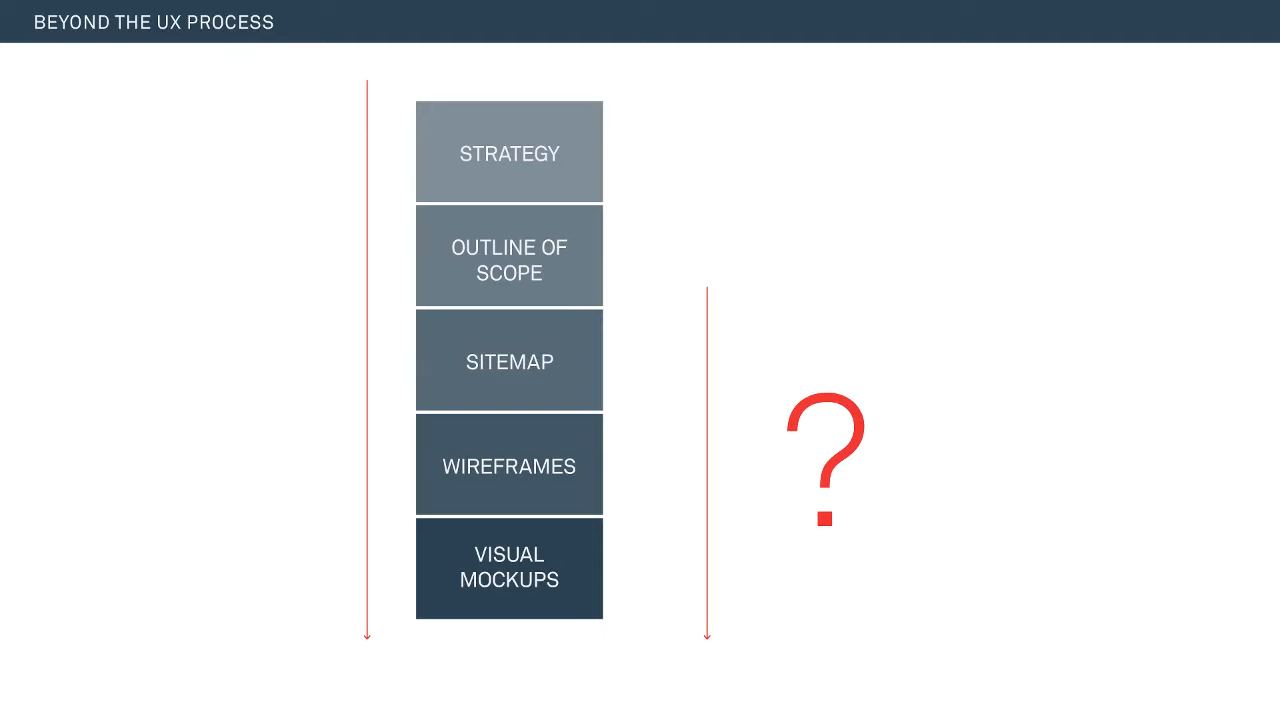 BEYOND THE UX PROCESS
STRATEGY
OUTLINE OF
SCOPE
SITEMAP
WIREFRAMES
VISUAL
MOCKUPS
?